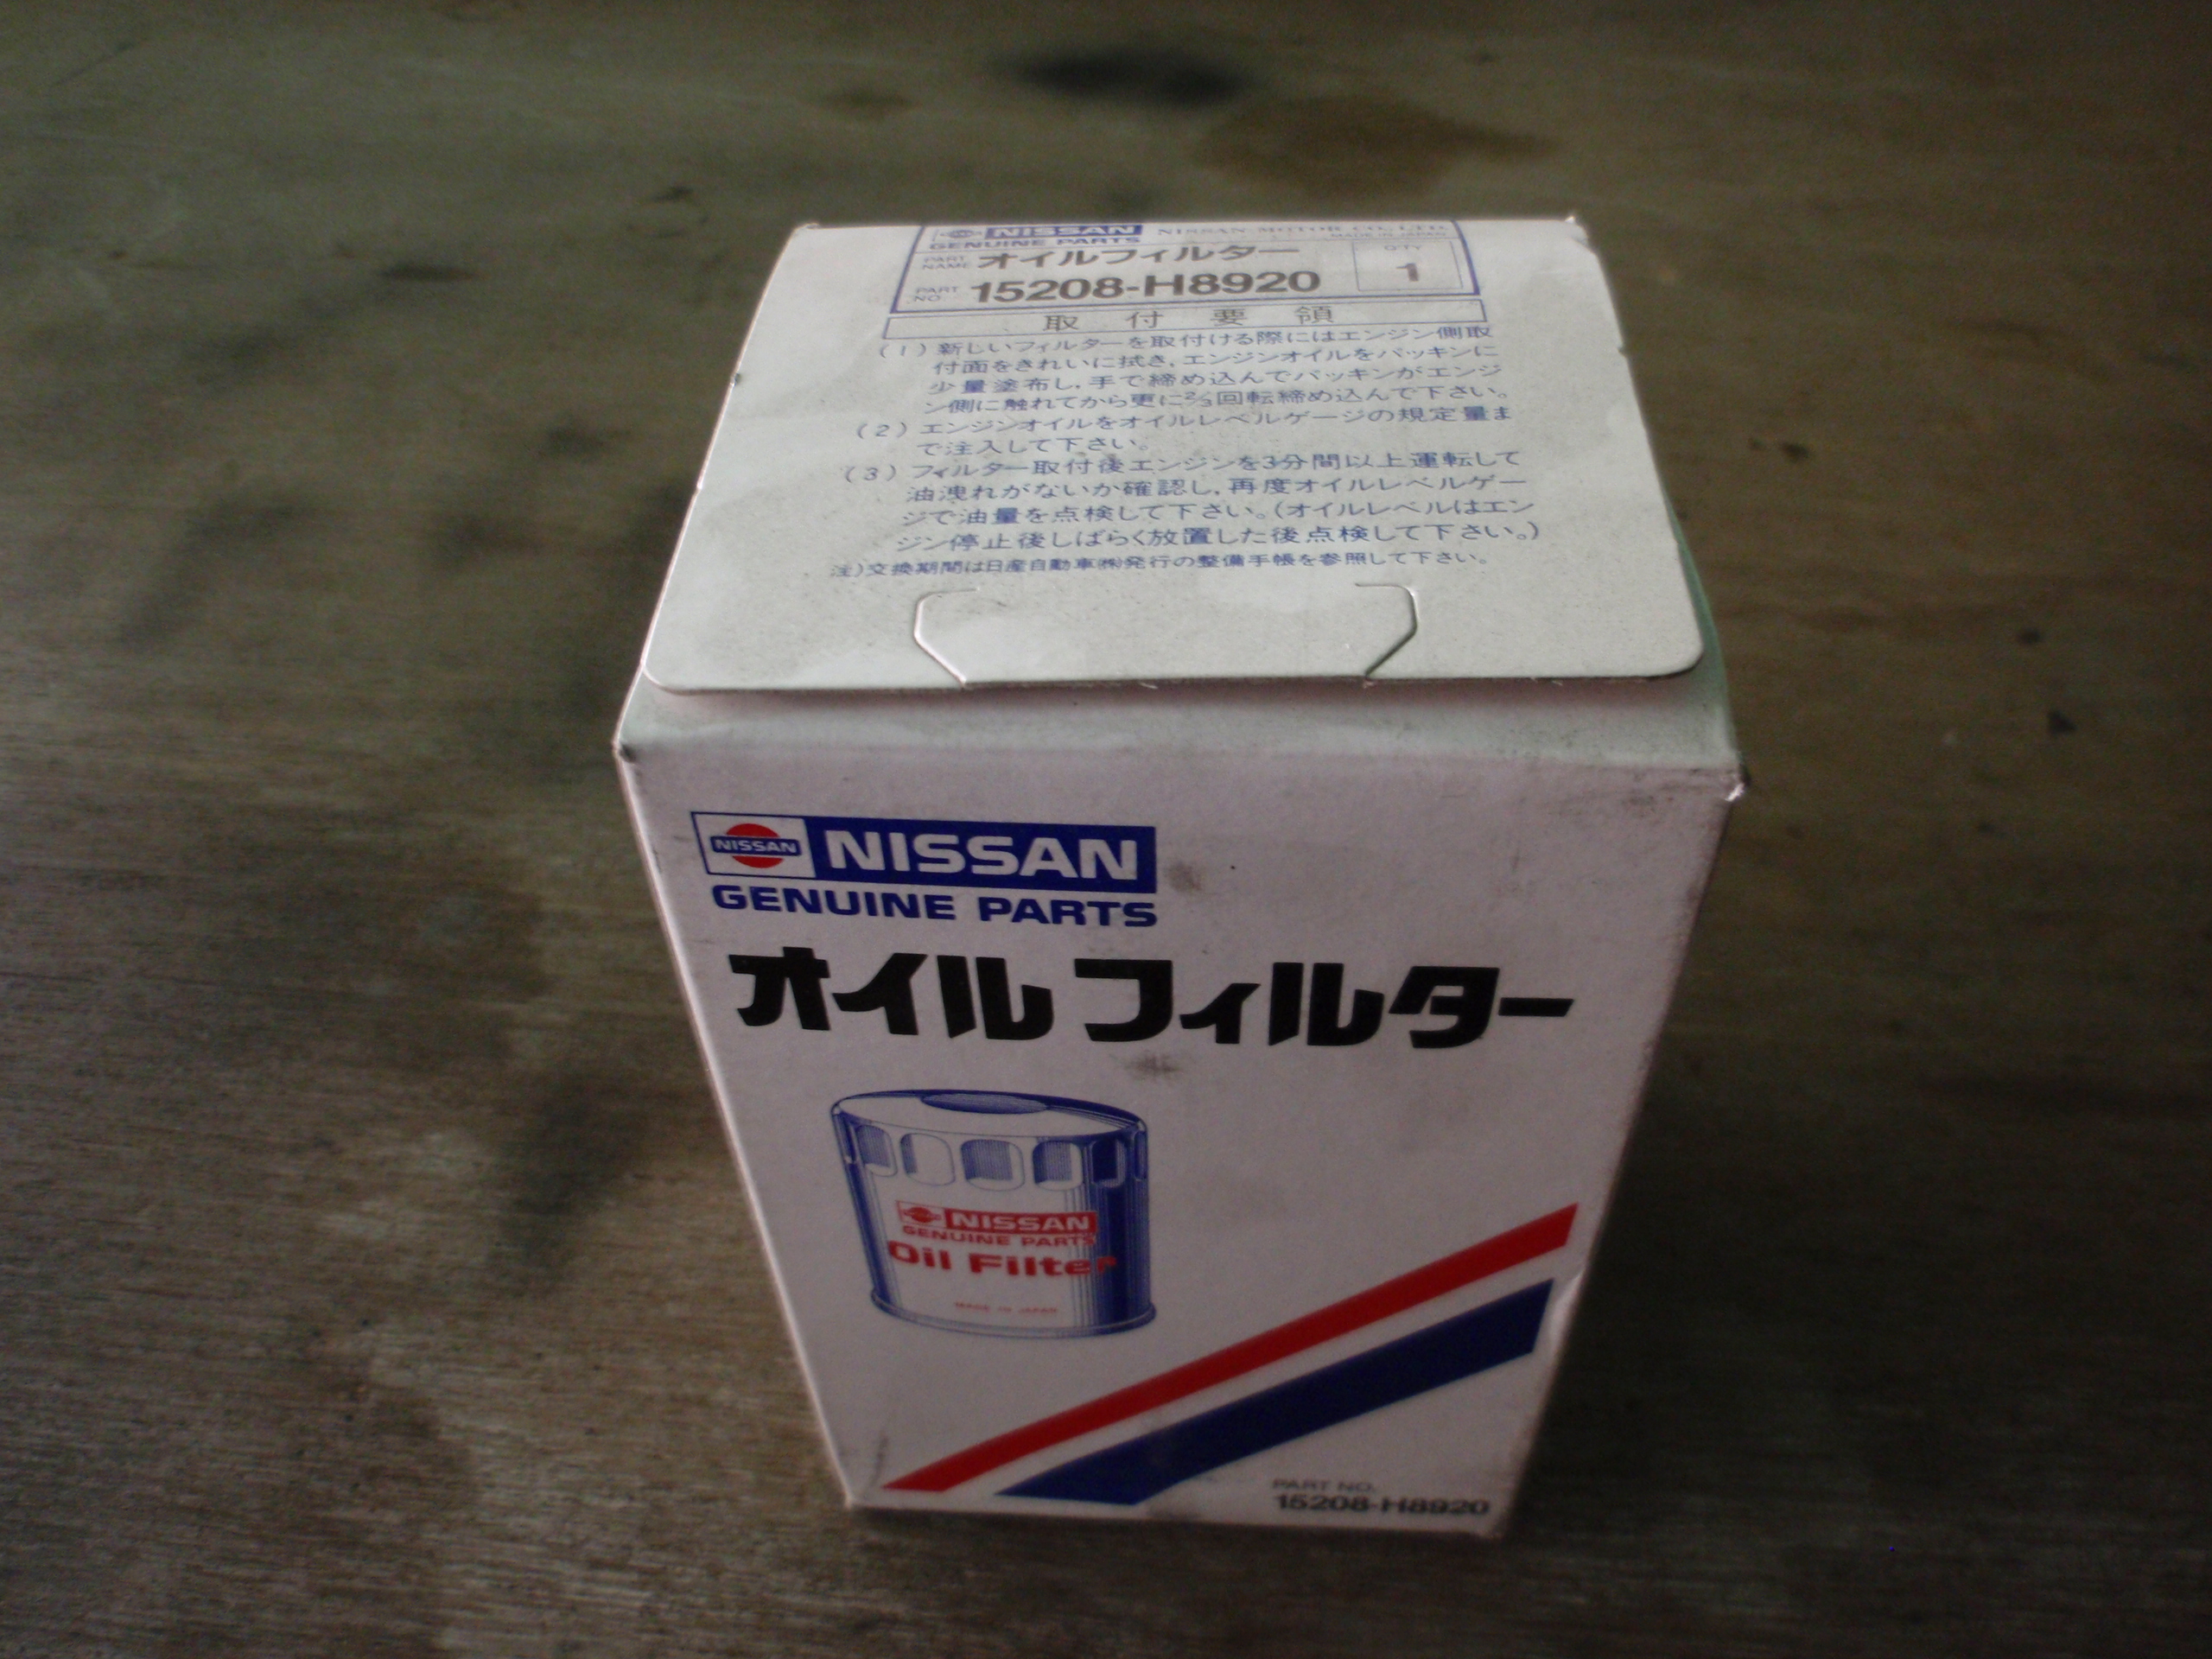 NISSAN NISSAN MOTOR CO., LTD.
GENUINE PARTS MADE IN JAPAN
PART NAME オイルフィルター Q'TY
PART NO. 15208-H8920 1
取付要領
(1)新しいフィルターを取付ける際にはエンジン側取
付面をきれいに拭き,エンジンオイルをパッキンに
少量塗布し,手で締め込んでパッキンがエンジ
ン側に触れてから更に⅔回転締め込んで下さい。
(2)エンジンオイルをオイルレベルゲージの規定量ま
で注入して下さい。
(3)フィルター取付後エンジンを3分間以上運転して
油洩れがないか確認し,再度オイルレベルゲー
ジで油量を点検して下さい。(オイルレベルはエン
ジン停止後しばらく放置した後点検して下さい。)
注)交換期間は日産自動車㈱発行の整備手帳を参照して下さい。
NISSAN NISSAN
GENUINE PARTS
オイルフィルター
NISSAN
GENUINE PARTS
Oil Filter
MADE IN JAPAN
PART NO.
15208-H8920